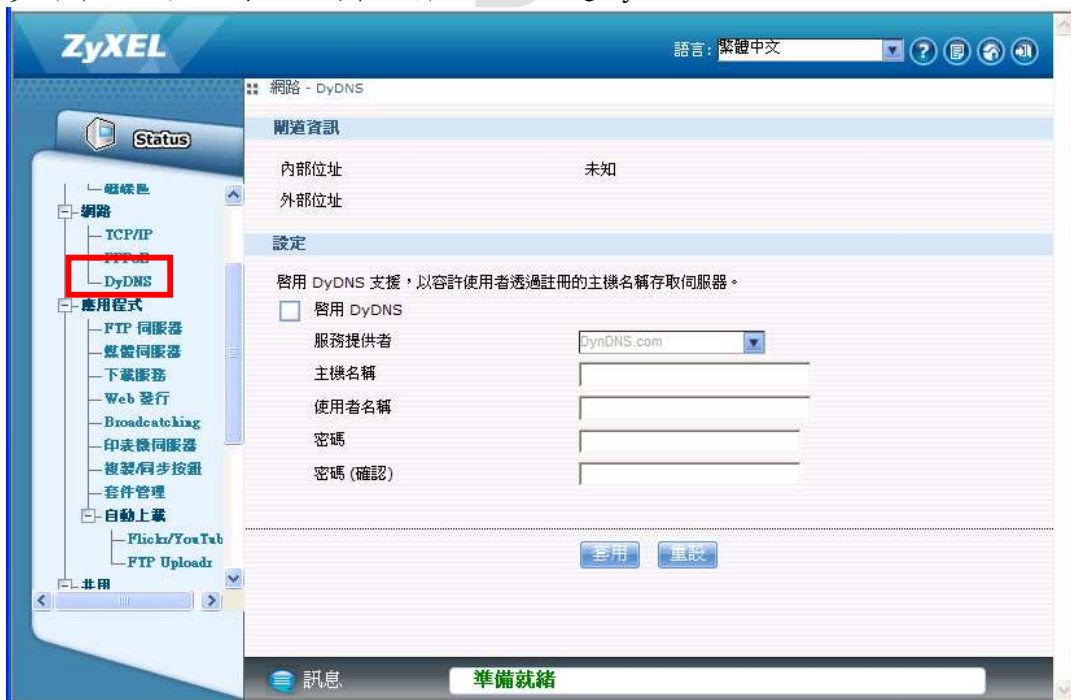 ZyXEL
語言: 繁體中文
網路 - DyDNS
Status
閘道資訊
內部位址 未知
外部位址
網路
TCP/IP
PPPoE
DyDNS
應用程式
FTP 伺服器
媒體伺服器
下載服務
Web 發行
Broadcatching
印表機伺服器
複製/同步按鈕
套件管理
自動上載
Flickr/YouTub
FTP Uploadr
共用
設定
啓用 DyDNS 支援，以容許使用者透過註冊的主機名稱存取伺服器。
啓用 DyDNS
服務提供者 DynDNS.com
主機名稱
使用者名稱
密碼
密碼 (確認)
套用 重設
訊息 準備就緒